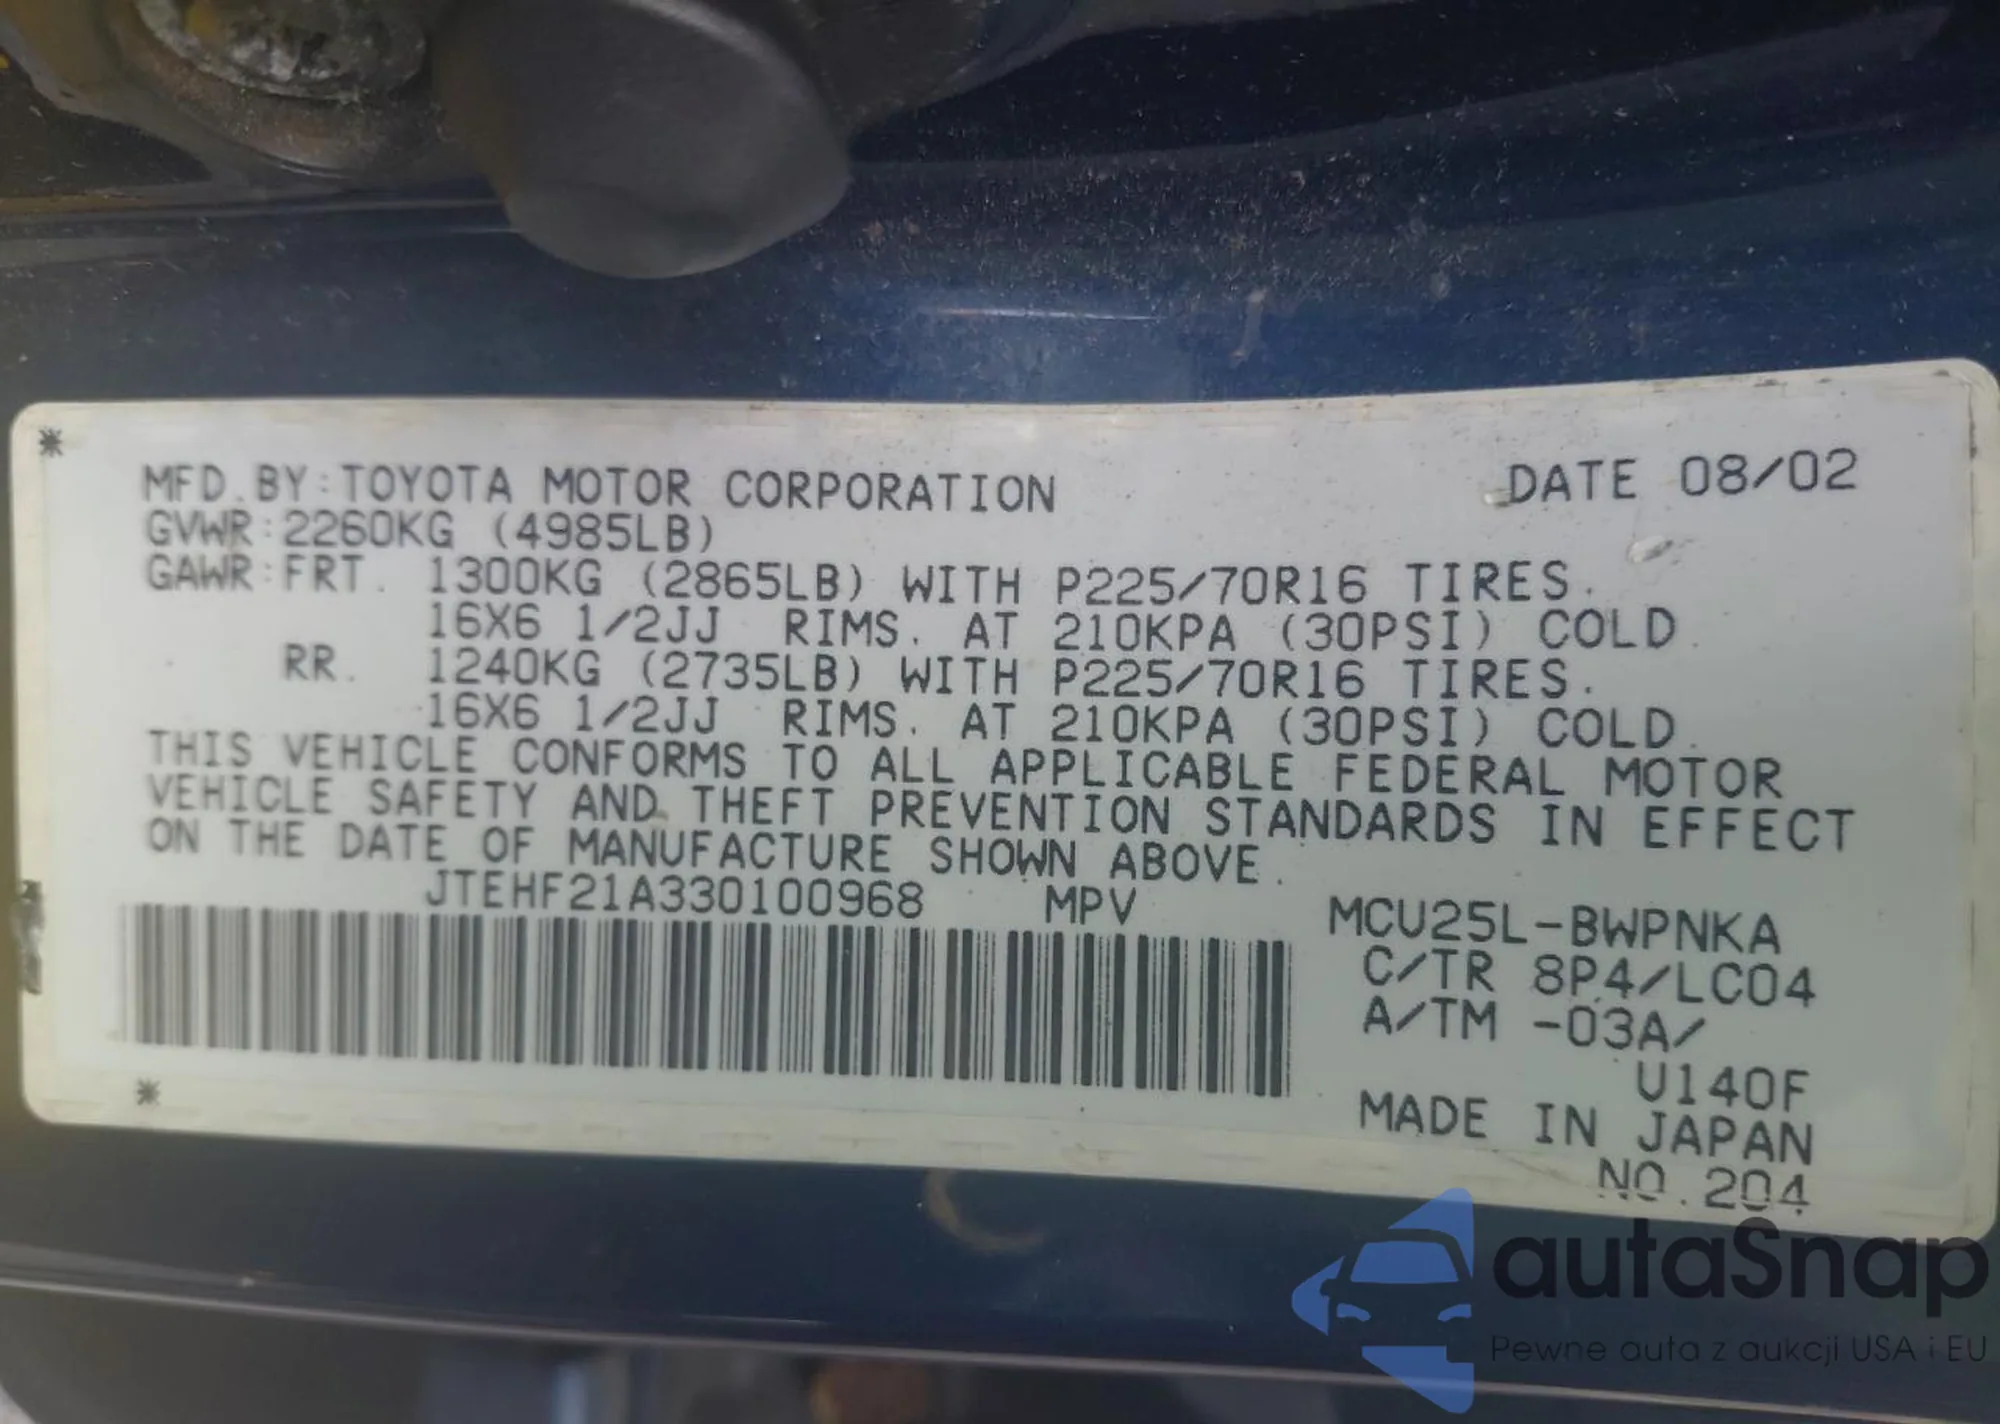 *
MFD.BY:TOYOTA MOTOR CORPORATION DATE 08/02
GVWR:2260KG (4985LB)
GAWR:FRT. 1300KG (2865LB) WITH P225/70R16 TIRES.
16X6 1/2JJ RIMS. AT 210KPA (30PSI) COLD.
RR. 1240KG (2735LB) WITH P225/70R16 TIRES.
16X6 1/2JJ RIMS. AT 210KPA (30PSI) COLD.
THIS VEHICLE CONFORMS TO ALL APPLICABLE FEDERAL MOTOR
VEHICLE SAFETY AND THEFT PREVENTION STANDARDS IN EFFECT
ON THE DATE OF MANUFACTURE SHOWN ABOVE.
JTEHF21A330100968 MPV
MCU25L-BWPNKA
C/TR 8P4/LC04
A/TM -03A/
U140F
MADE IN JAPAN
NO.204
*
autaSnap
Pewne auta z aukcji USA i EU